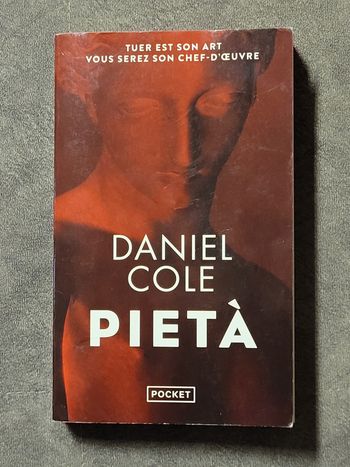 TUER EST SON ART
VOUS SEREZ SON CHEF-D'ŒUVRE
DANIEL
COLE
PIETÀ
POCKET